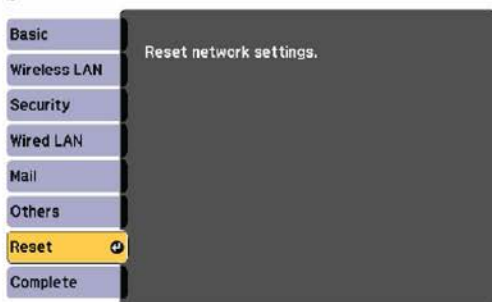 Basic
Reset network settings.
Wireless LAN
Security
Wired LAN
Mail
Others
Reset
Complete